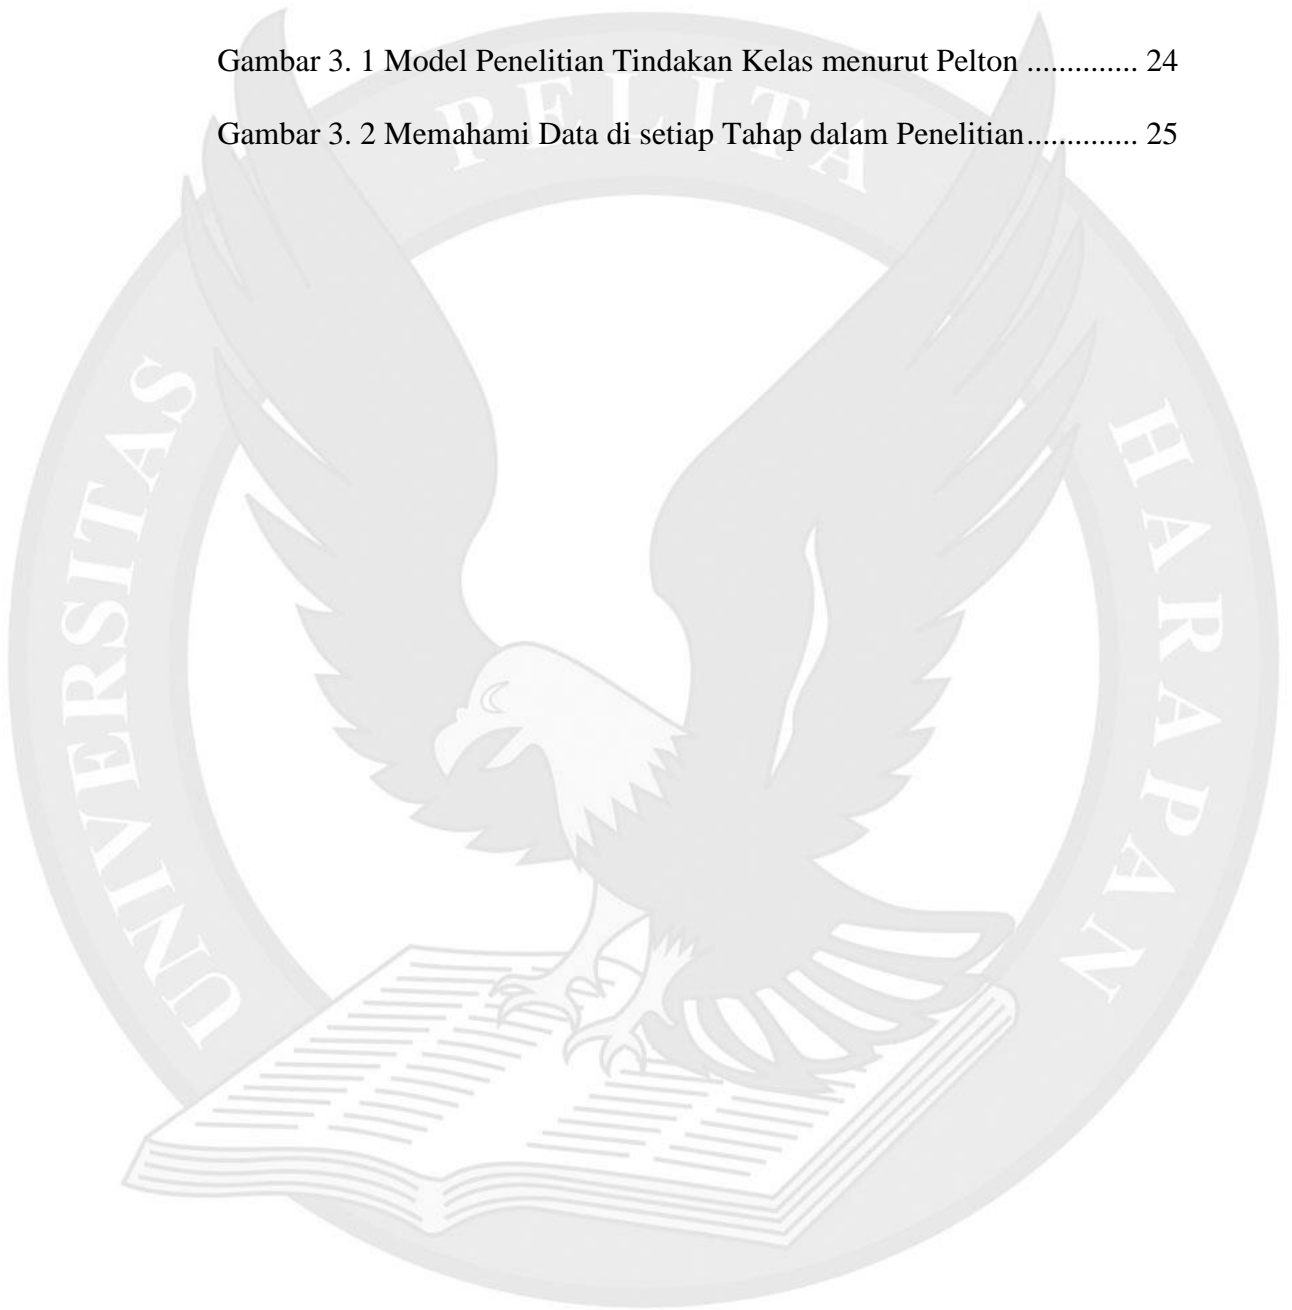 Gambar 3. 1 Model Penelitian Tindakan Kelas menurut Pelton .............. 24
Gambar 3. 2 Memahami Data di setiap Tahap dalam Penelitian.............. 25
UNIVERSITAS PELITA HARAPAN